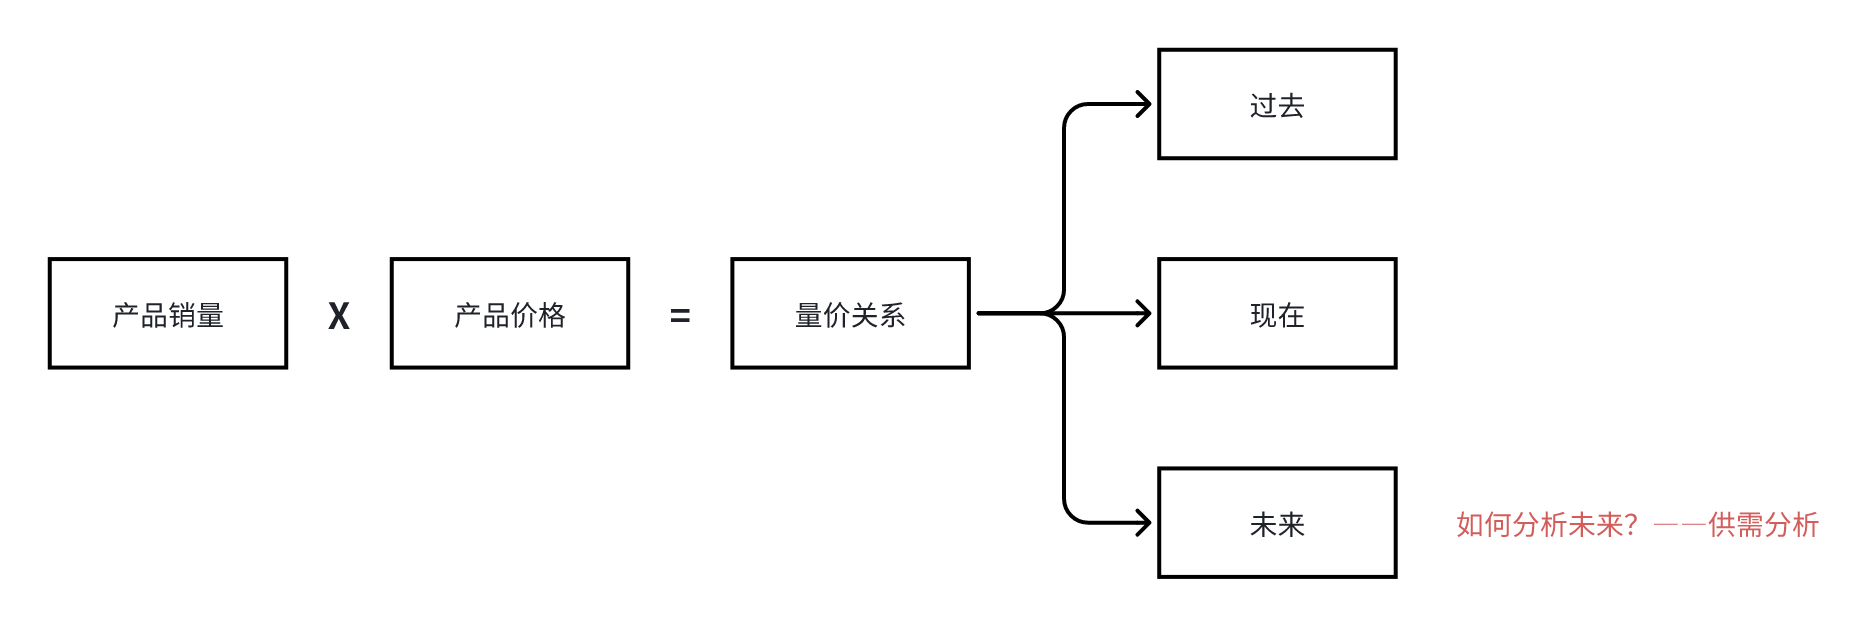 过去
产品销量 X 产品价格 = 量价关系 现在
未来 如何分析未来？——供需分析